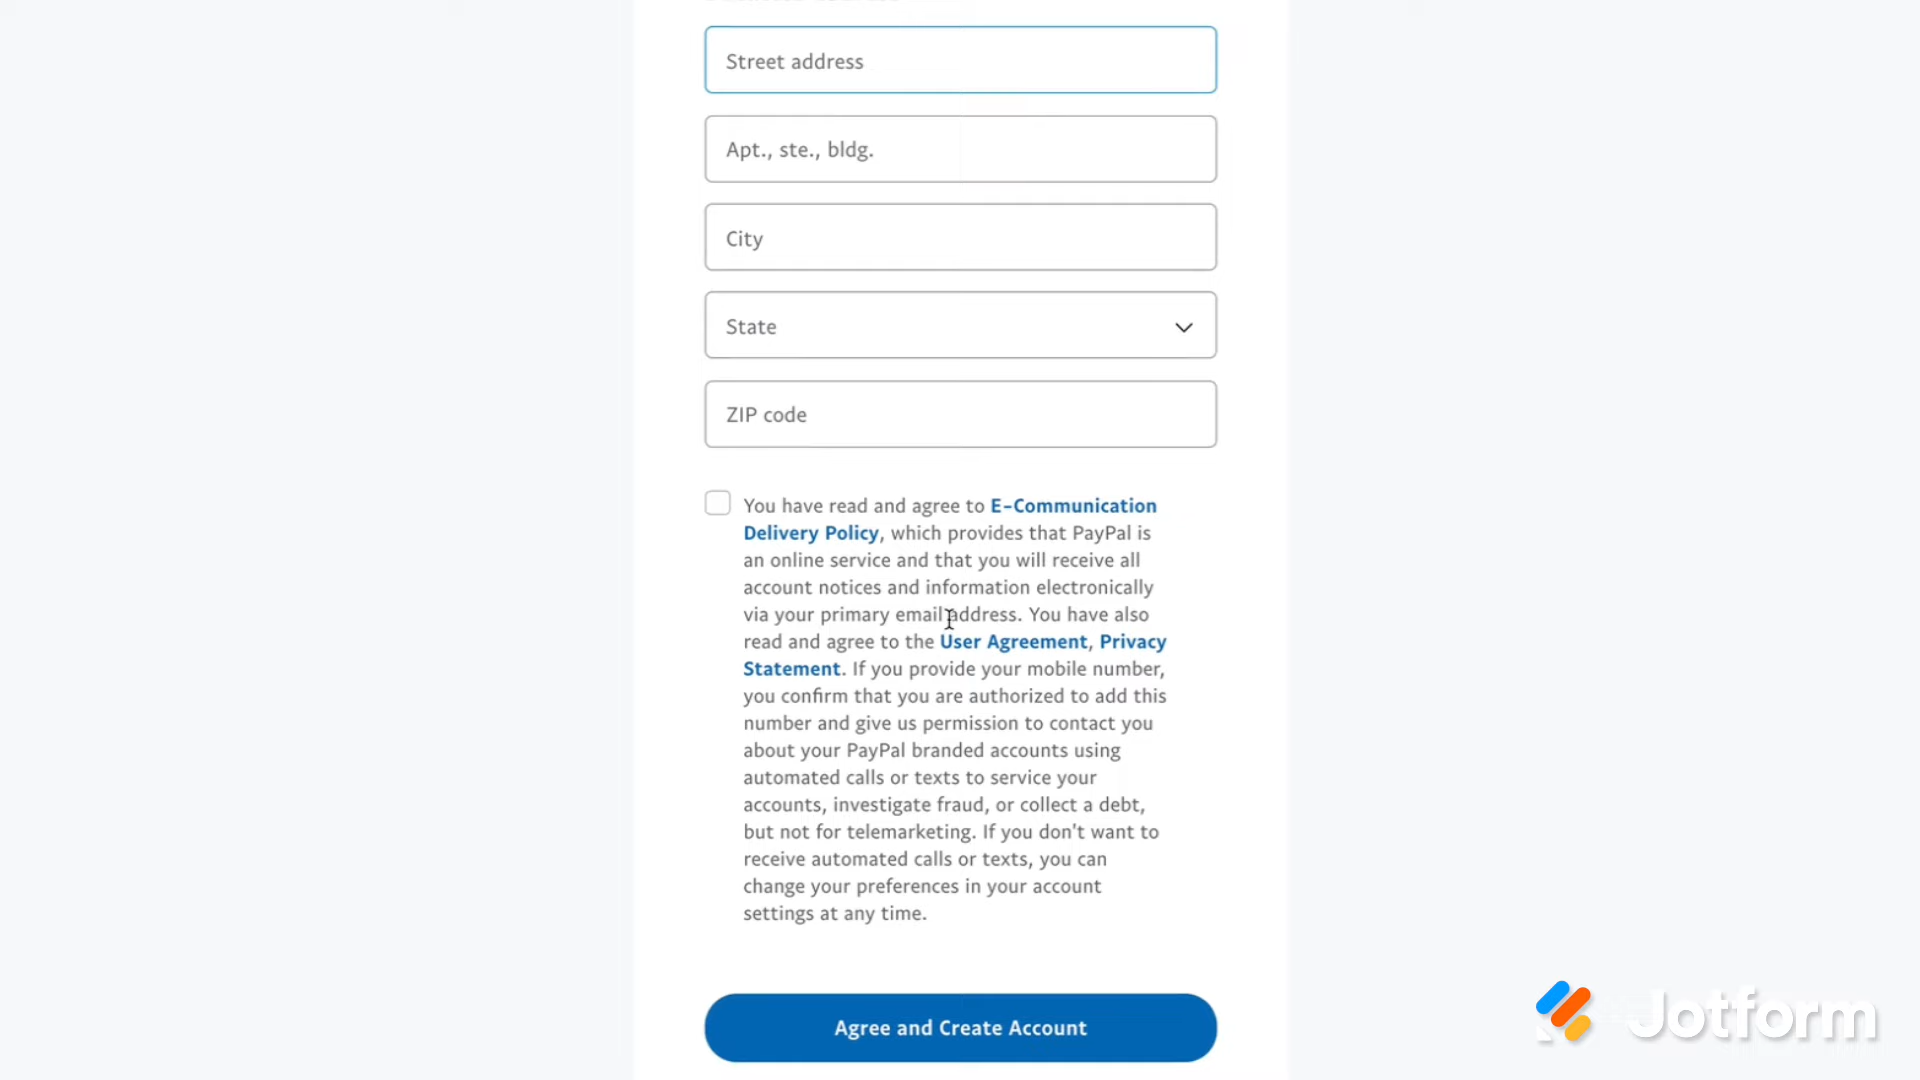 Street address
Apt., ste., bldg.
City
State
ZIP code
You have read and agree to E-Communication
Delivery Policy, which provides that PayPal is
an online service and that you will receive all
account notices and information electronically
via your primary email address. You have also
read and agree to the User Agreement, Privacy
Statement. If you provide your mobile number,
you confirm that you are authorized to add this
number and give us permission to contact you
about your PayPal branded accounts using
automated calls or texts to service your
accounts, investigate fraud, or collect a debt,
but not for telemarketing. If you don't want to
receive automated calls or texts, you can
change your preferences in your account
settings at any time.
Agree and Create Account
Jotform